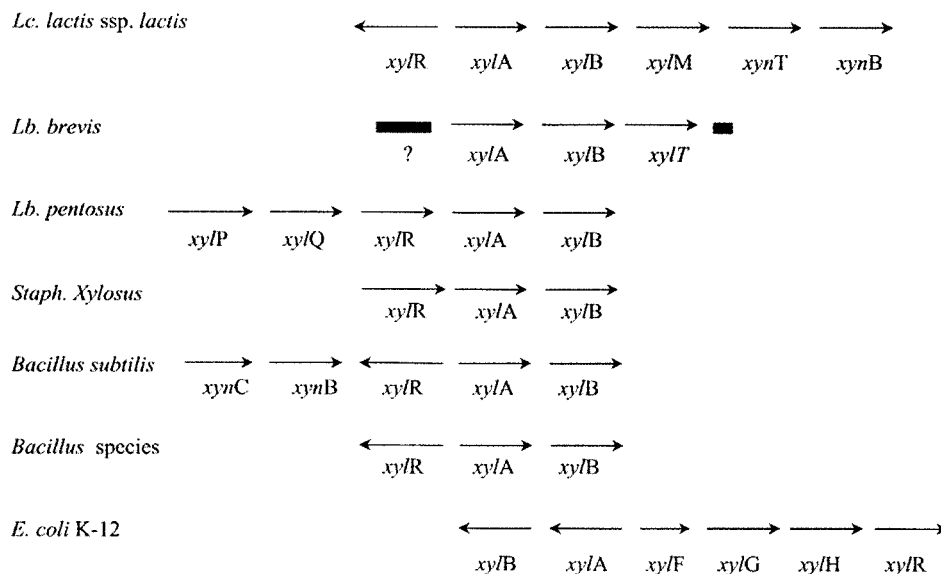 Lc. lactis ssp. lactis
xylR xylA xylB xylM xynT xynB
Lb. brevis
? xylA xylB xylT
Lb. pentosus
xylP xylQ xylR xylA xylB
Staph. Xylosus
xylR xylA xylB
Bacillus subtilis
xynC xynB xylR xylA xylB
Bacillus species
xylR xylA xylB
E. coli K-12
xylB xylA xylF xylG xylH xylR